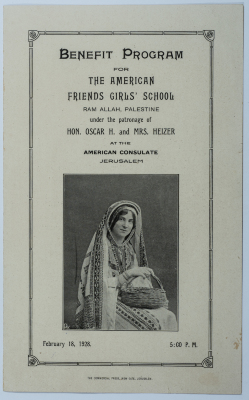 BENEFIT PROGRAM
FOR
THE AMERICAN
FRIENDS GIRLS' SCHOOL
RAM ALLAH, PALESTINE
under the patronage of
HON. OSCAR H. and MRS. HEIZER
AT THE
AMERICAN CONSULATE
JERUSALEM
February 18, 1928. 5:00 P. M.